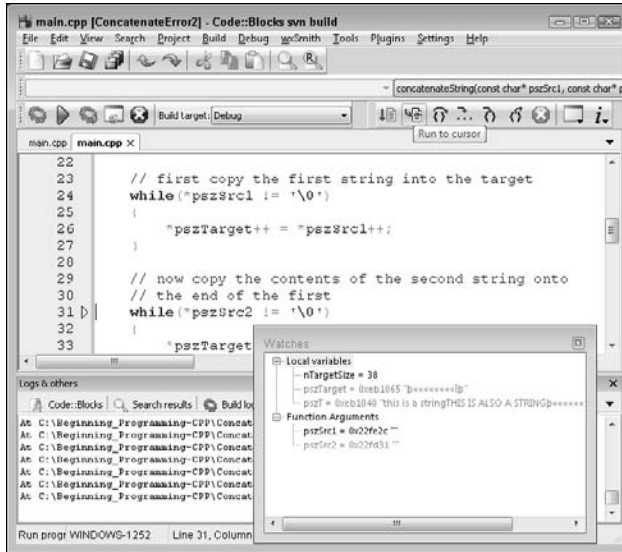 main.cpp [ConcatenateError2] - Code::Blocks svn build
File Edit View Search Project Build Debug wxSmith Tools Plugins Settings Help
concatenateString(const char* pszSrc1, const char* p
Build target: Debug
Run to cursor
main.cpp main.cpp ×
22
23 // first copy the first string into the target
24 while(*pszSrc1 != '\0')
25 {
26 *pszTarget++ = *pszSrc1++;
27 }
28
29 // now copy the contents of the second string onto
30 // the end of the first
31 while(*pszSrc2 != '\0')
32 {
33 *pszTarget
Watches
Local variables
nTargetSize = 38
pszTarget = 0xeb1065
pszT = 0xeb1040 "this is a stringTHIS IS ALSO A STRING
Function Arguments
pszSrc1 = 0x22fe2c ""
pszSrc2 = 0x22fd31 ""
Logs & others
Code::Blocks Search results Build log
At C:\Beginning_Programming-CPP\Concat
At C:\Beginning_Programming-CPP\Concat
At C:\Beginning_Programming-CPP\Concat
At C:\Beginning_Programming-CPP\Concat
At C:\Beginning_Programming-CPP\Concat
At C:\Beginning_Programming-CPP\Concat
Run progr WINDOWS-1252 Line 31, Column